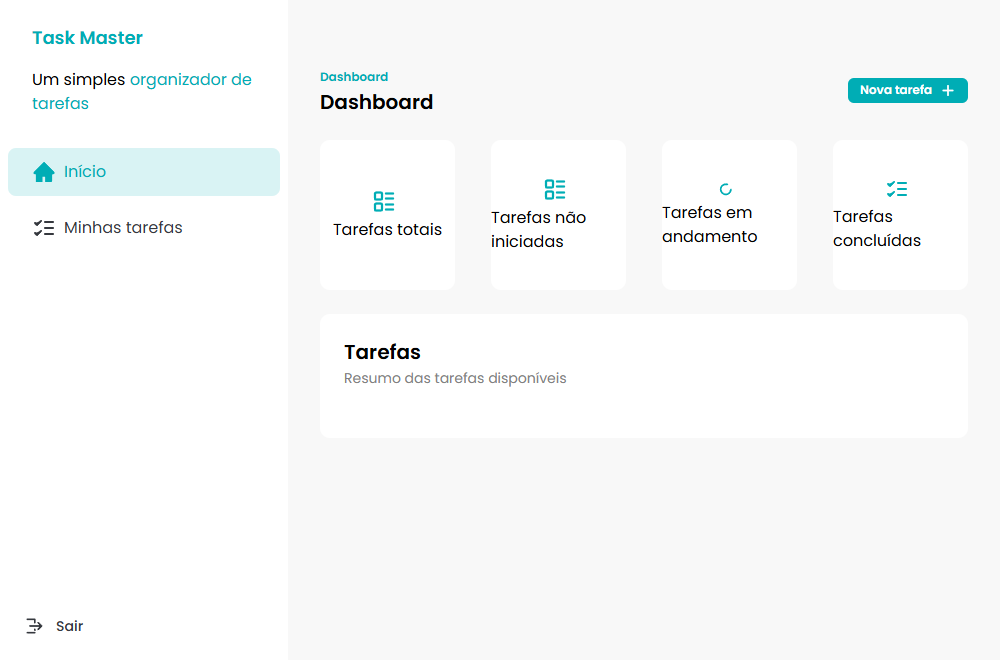 Task Master
Um simples organizador de
tarefas
Início
Minhas tarefas
Sair
Dashboard
Dashboard
Nova tarefa
Tarefas totais
Tarefas não
iniciadas
Tarefas em
andamento
Tarefas
concluídas
Tarefas
Resumo das tarefas disponíveis